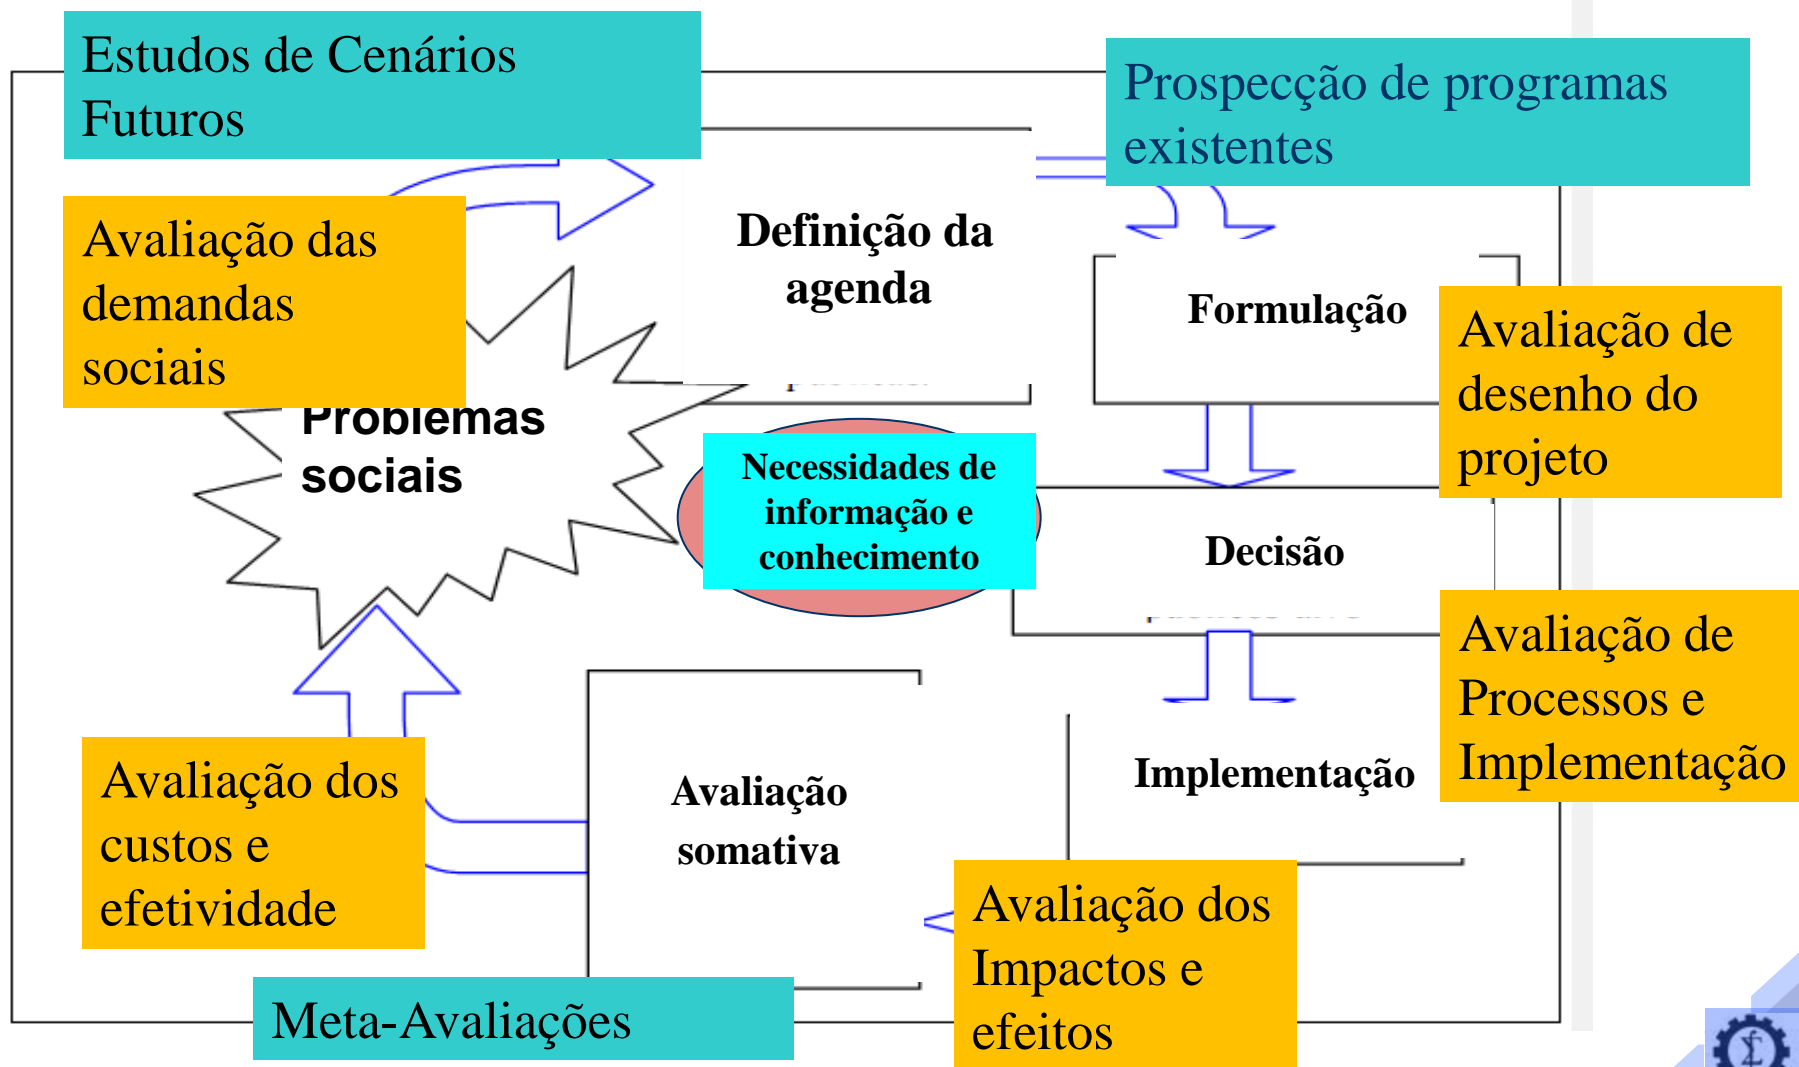 Estudos de Cenários
Futuros
Prospecção de programas
existentes
Avaliação das
demandas
sociais
Definição da
agenda
Formulação
Avaliação de
desenho do
projeto
Problemas
sociais
Necessidades de
informação e
conhecimento
Decisão
Avaliação de
Processos e
Implementação
Implementação
Avaliação
somativa
Avaliação dos
custos e
efetividade
Avaliação dos
Impactos e
efeitos
Meta-Avaliações